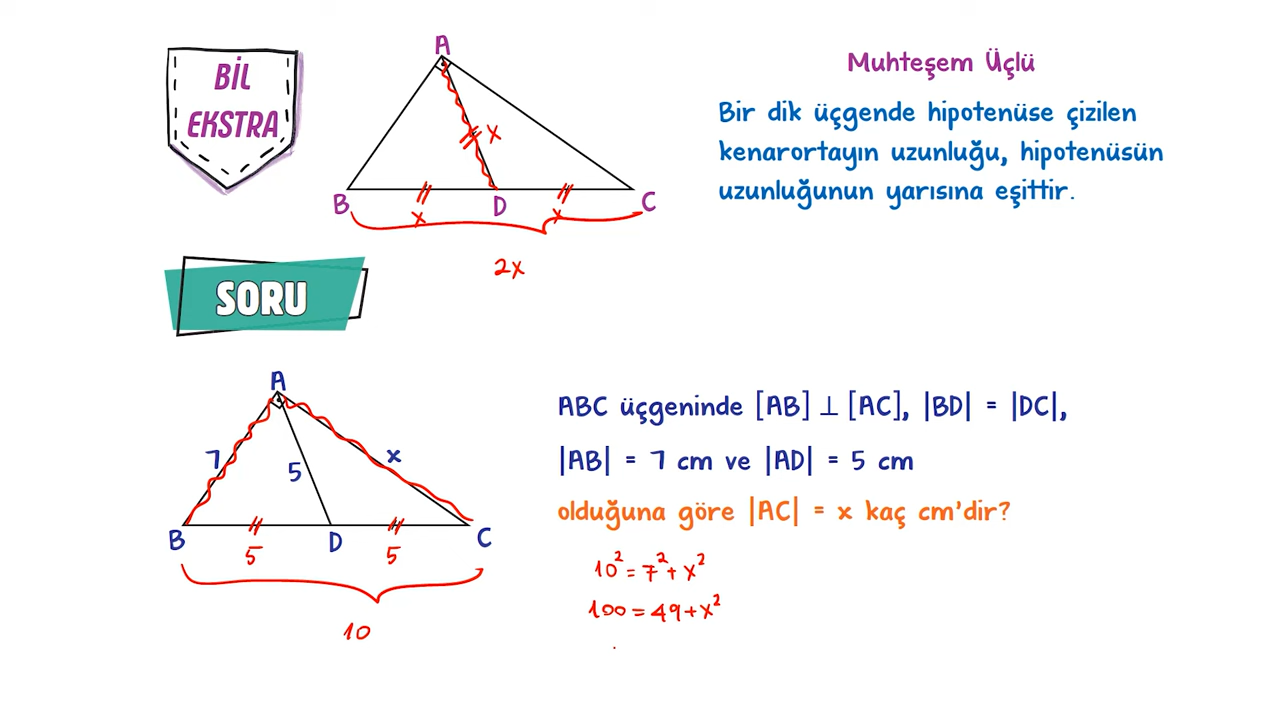 BİL
EKSTRA
A
x
B
D
C
x
x
2x
Muhteşem Üçlü
Bir dik üçgende hipotenüse çizilen
kenarortayın uzunluğu, hipotenüsün
uzunluğunun yarısına eşittir.
SORU
A
7
5
x
B
D
C
5
5
10
ABC üçgeninde [AB] ⊥ [AC], |BD| = |DC|,
|AB| = 7 cm ve |AD| = 5 cm
olduğuna göre |AC| = x kaç cm'dir?
10² = 7² + x²
100 = 49 + x²